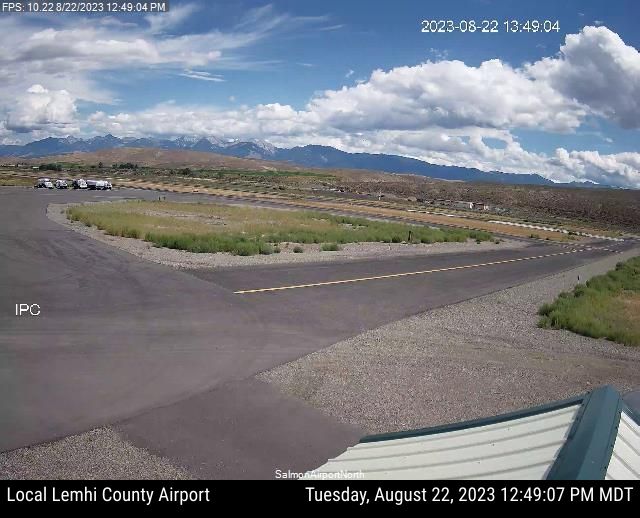 FPS: 10.22 8/22/2023 12:49:04 PM
2023-08-22 13:49:04
IPC
SalmonAirportNorth
Local Lemhi County Airport
Tuesday, August 22, 2023 12:49:07 PM MDT